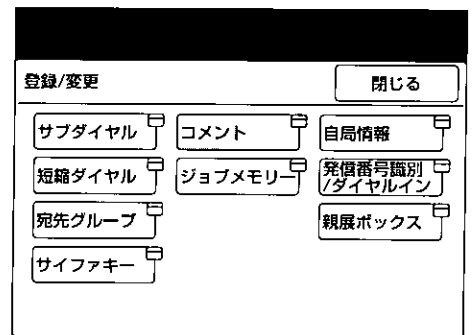 登録/変更
閉じる
サブダイヤル
コメント
自局情報
短縮ダイヤル
ジョブメモリー
発信番号識別
/ダイヤルイン
宛先グループ
親展ボックス
サイファキー